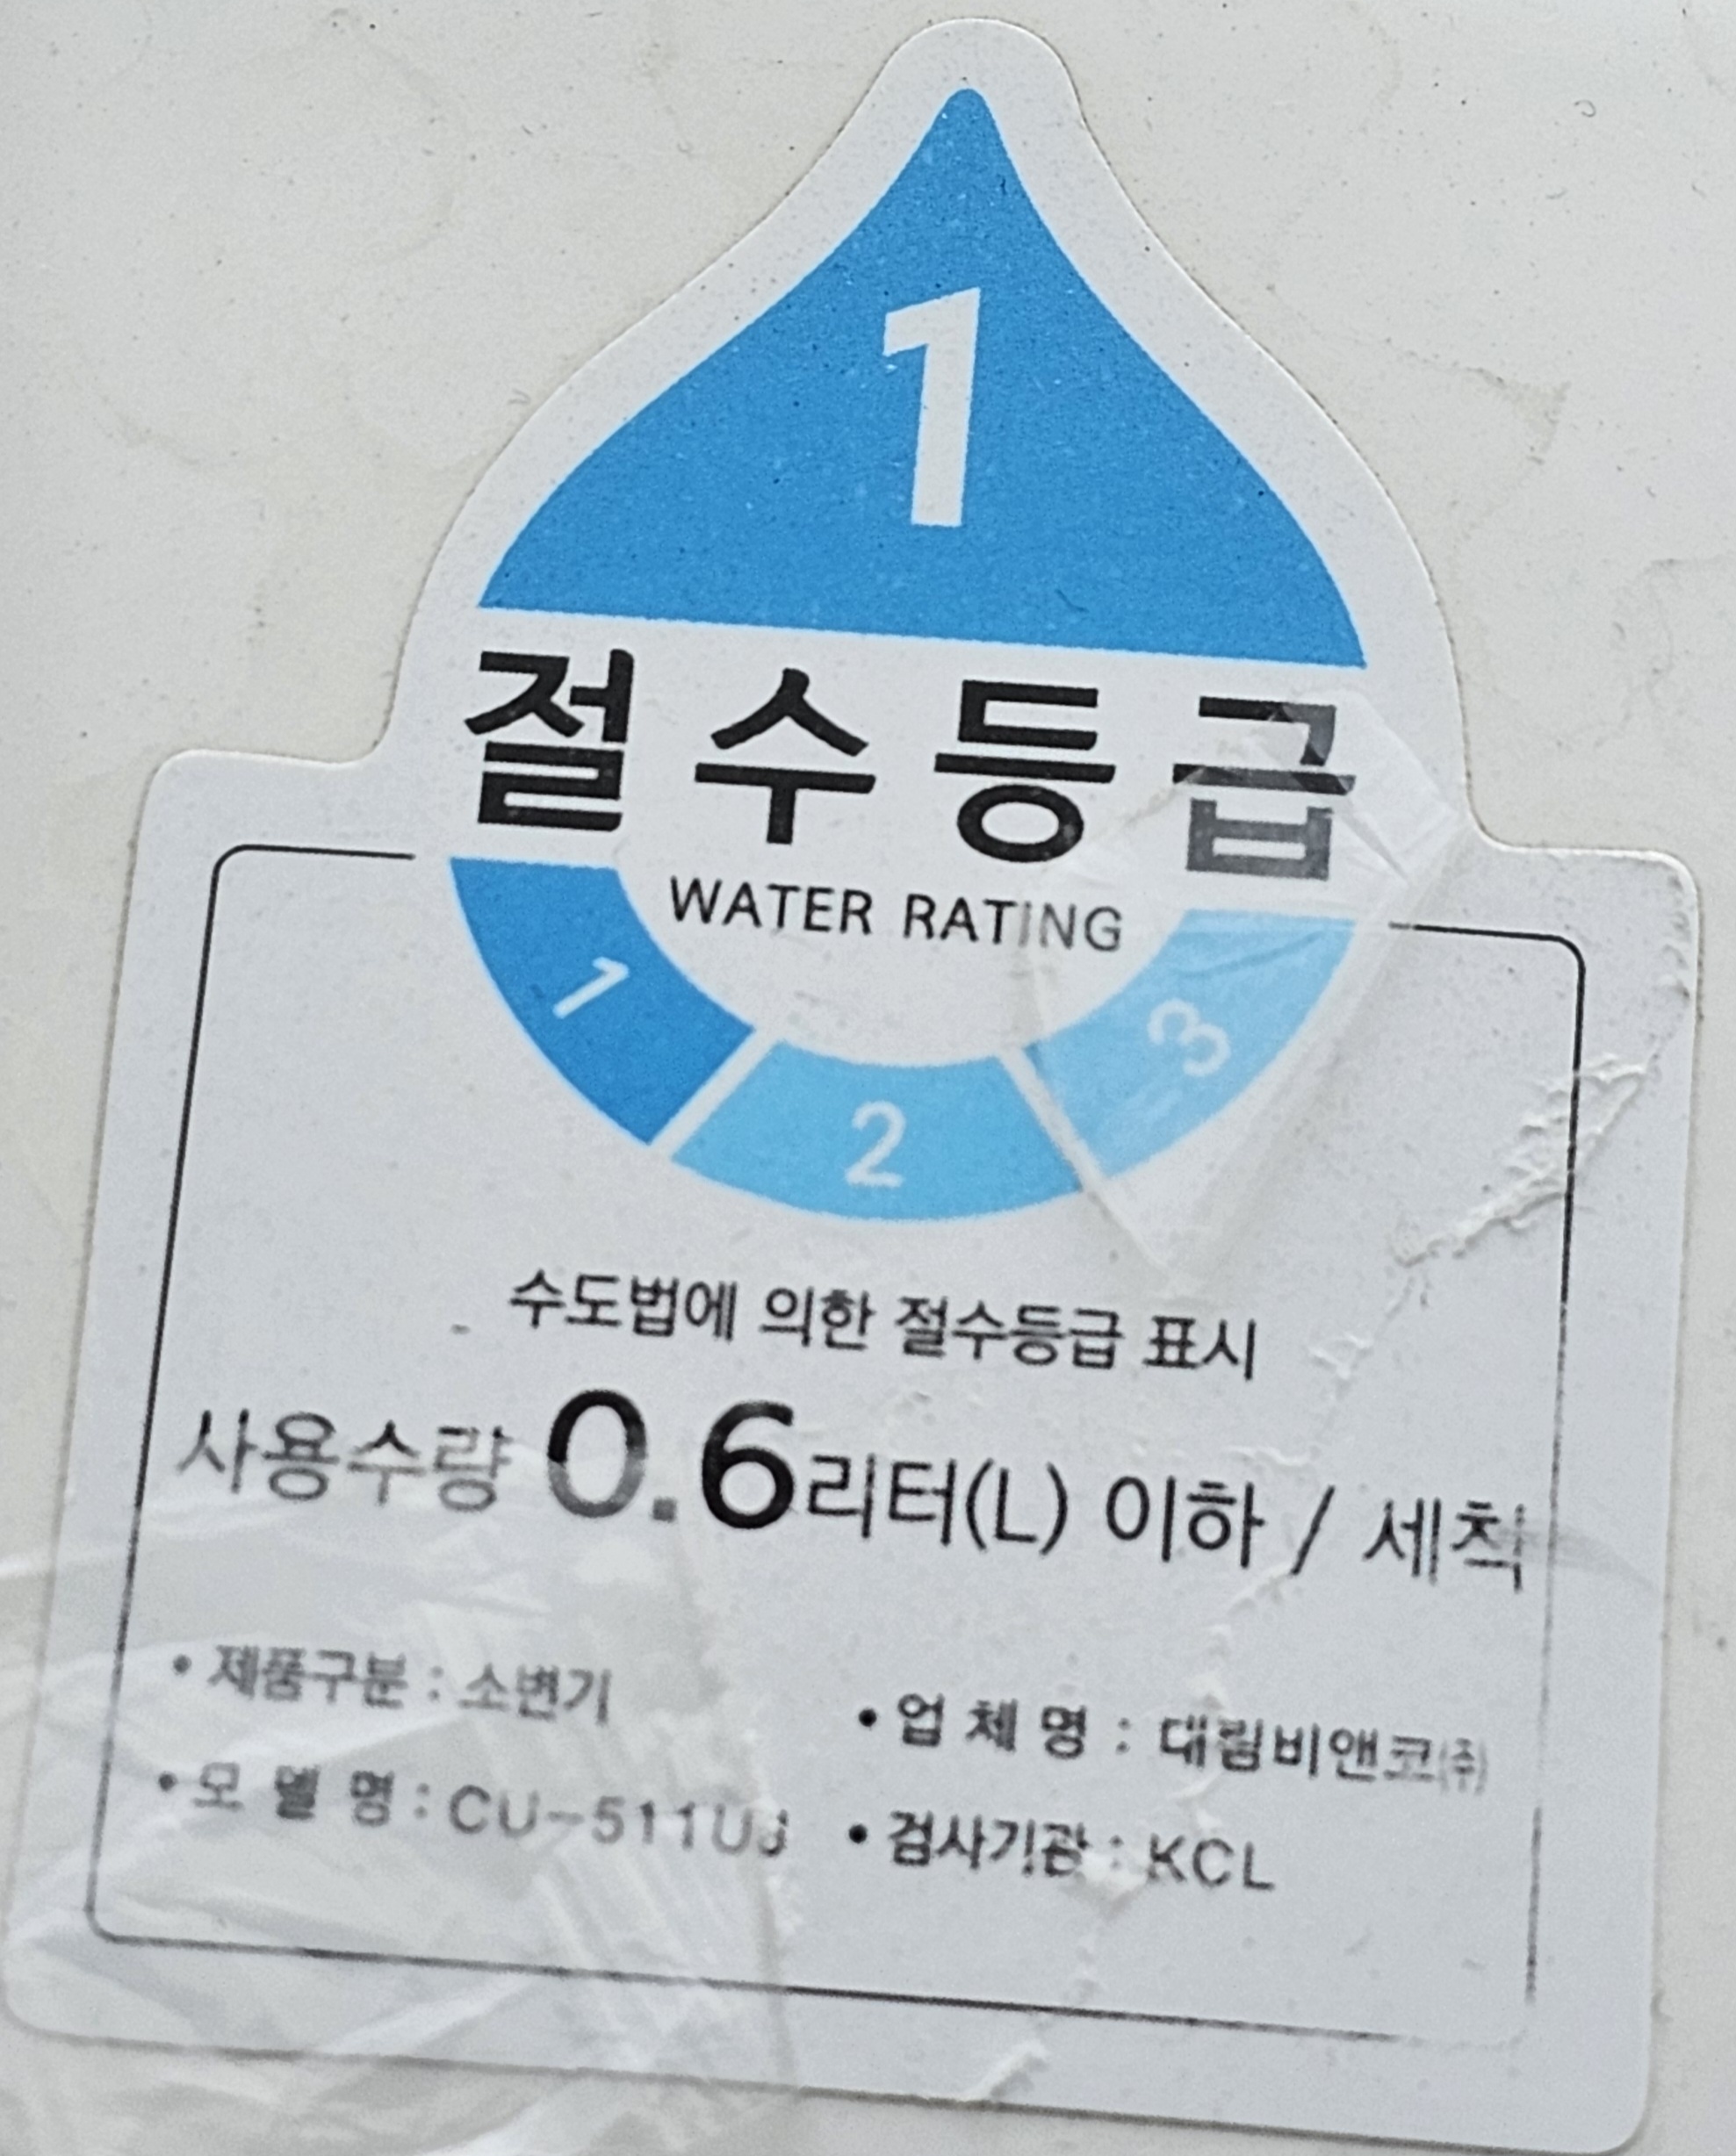 1
절수등급
WATER RATING
1
2
3
수도법에 의한 절수등급 표시
사용수량 0.6리터(L) 이하 / 세척
• 제품구분 : 소변기
• 업 체 명 : 대림비앤코(주)
• 모 델 명 :
• 검사기관 : KCL